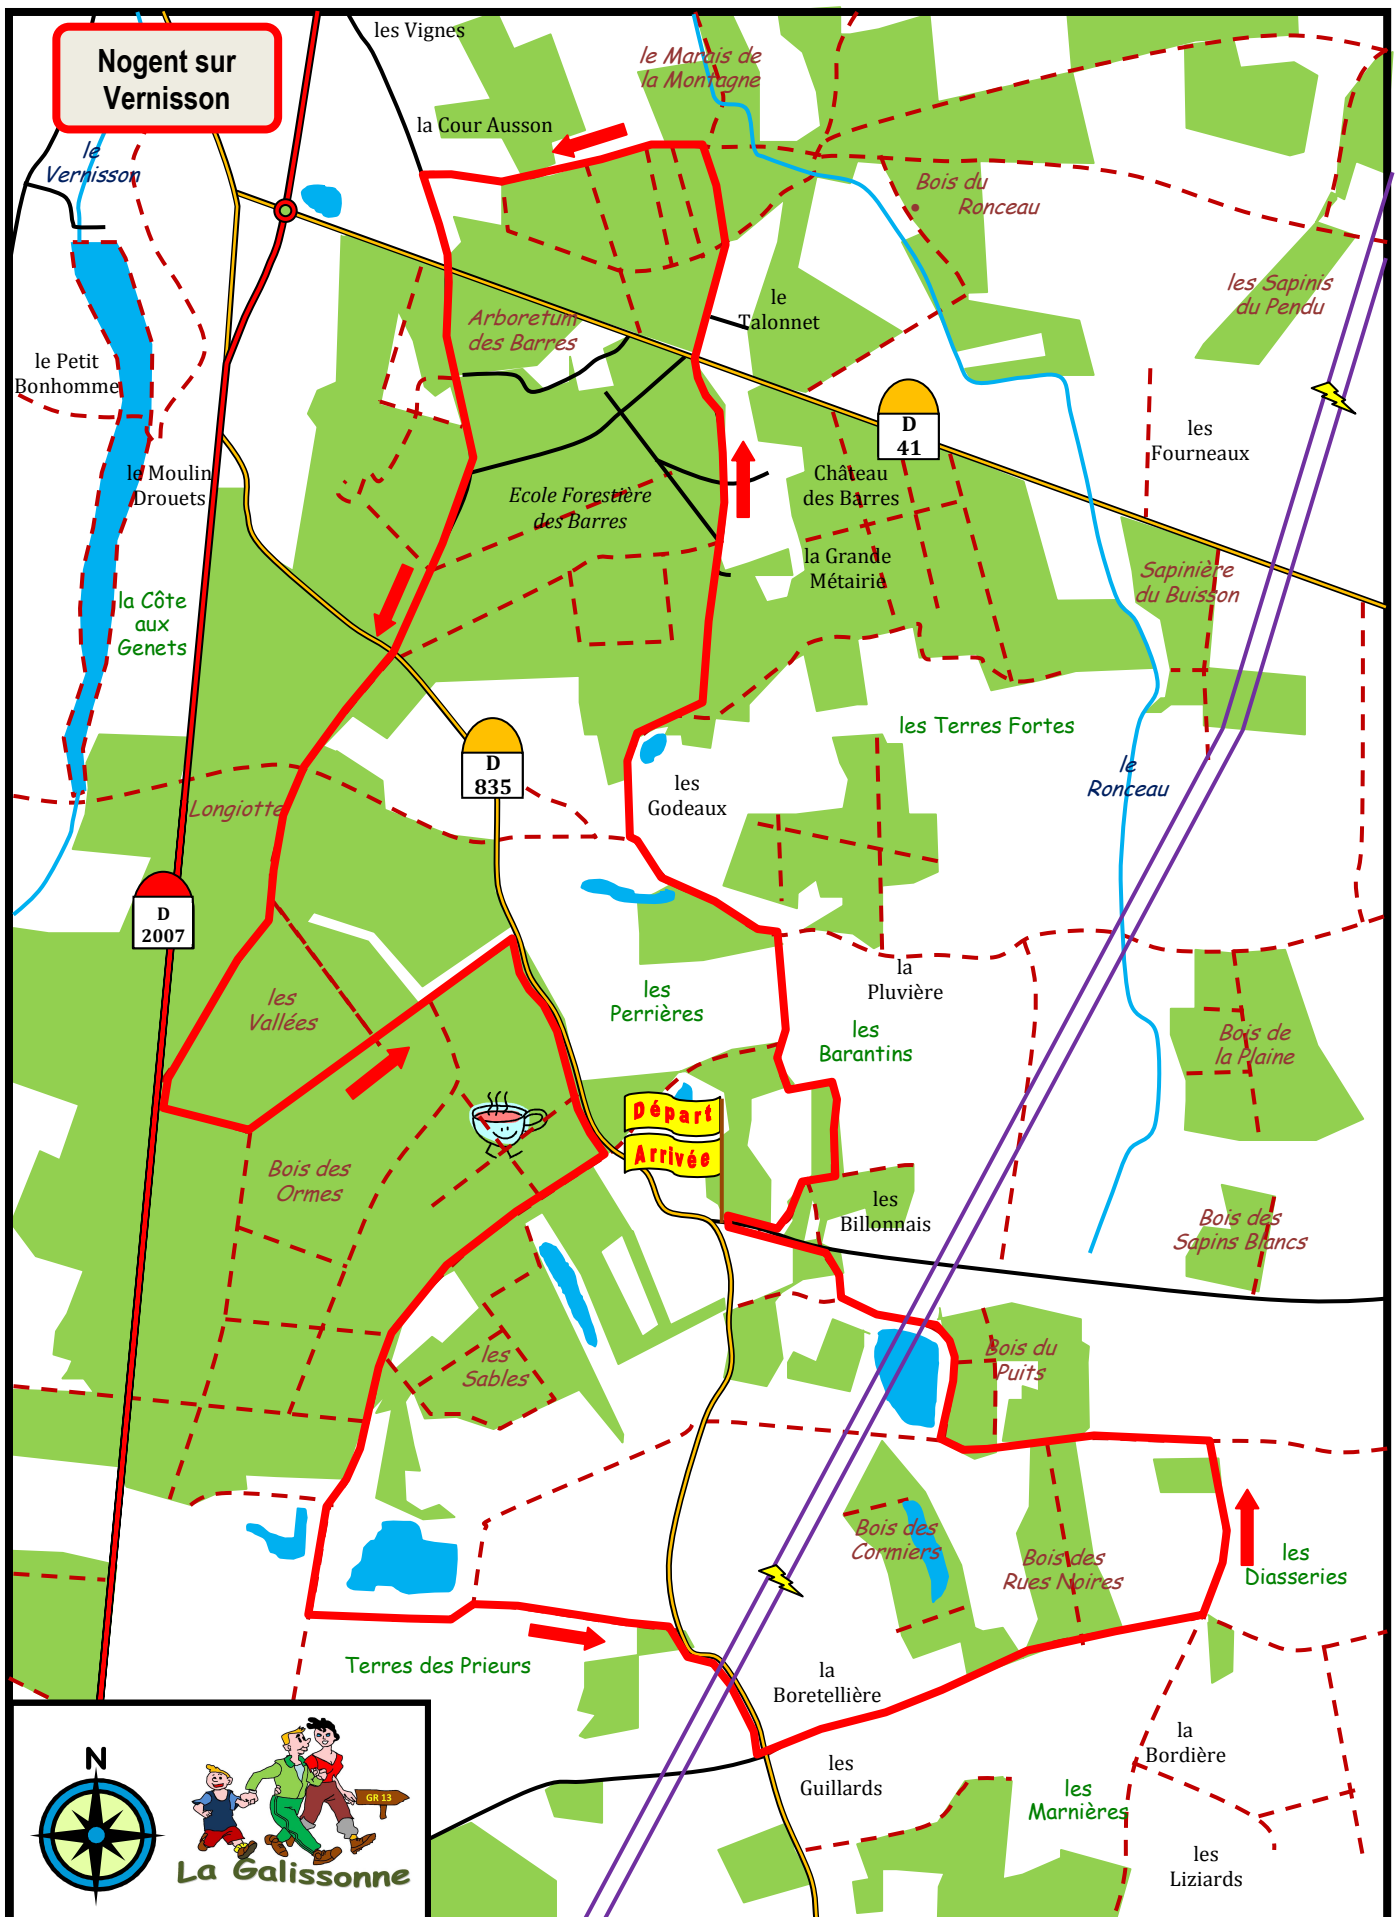 Nogent sur
Vernisson
les Vignes
le Marais de
la Montagne
la Cour Ausson
le
Vernisson
Bois du
Ronceau
les Sapinis
du Pendu
le
Talonnet
Arboretum
des Barres
le Petit
Bonhomme
D
41
les
Fourneaux
le Moulin
Drouets
Château
des Barres
Ecole Forestière
des Barres
la Grande
Métairie
Sapinière
du Buisson
la Côte
aux
Genets
les Terres Fortes
D
835
le
Ronceau
les
Godeaux
Longiotte
D
2007
la
Pluvière
les
Perrières
les
Vallées
les
Barantins
Bois de
la Plaine
Départ
Arrivée
Bois des
Ormes
les
Billonnais
Bois des
Sapins Blancs
les
Sables
Bois du
Puits
Bois des
Cormiers
Bois des
Rues Noires
les
Diasseries
Terres des Prieurs
la
Boretellière
la
Bordière
les
Guillards
les
Marnières
les
Liziards
N
GR 13
La Galissonne